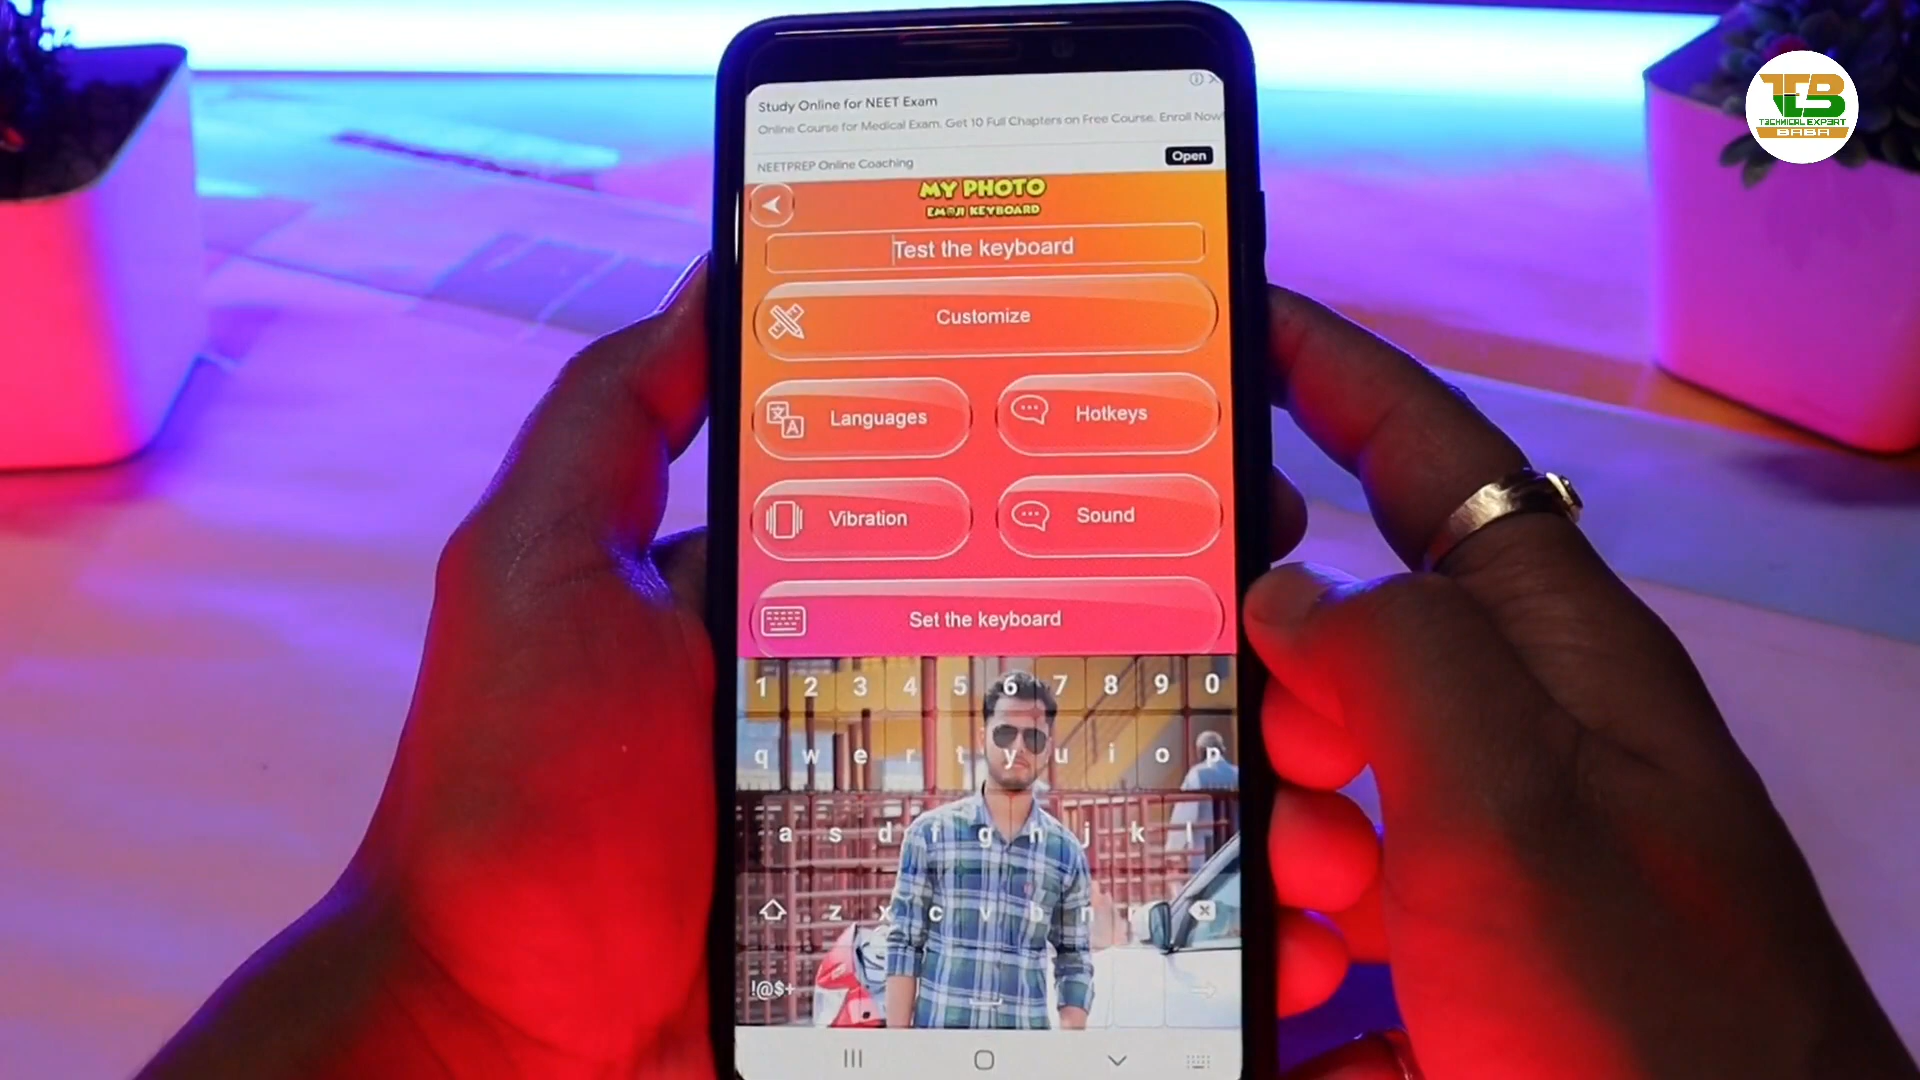 Study Online for NEET Exam
Online Course for Medical Exam. Get 10 Full Chapters on Free Course. Enroll Now!
NEETPREP Online Coaching
Open
MY PHOTO
EMOJI KEYBOARD
Test the keyboard
Customize
Languages
Hotkeys
Vibration
Sound
Set the keyboard
1 2 3 4 5 6 7 8 9 0
q w e r t y u i o p
a s d f g h j k l
z x c v b n
!@$+
TEB
TECHNICAL EXPERT
BABA